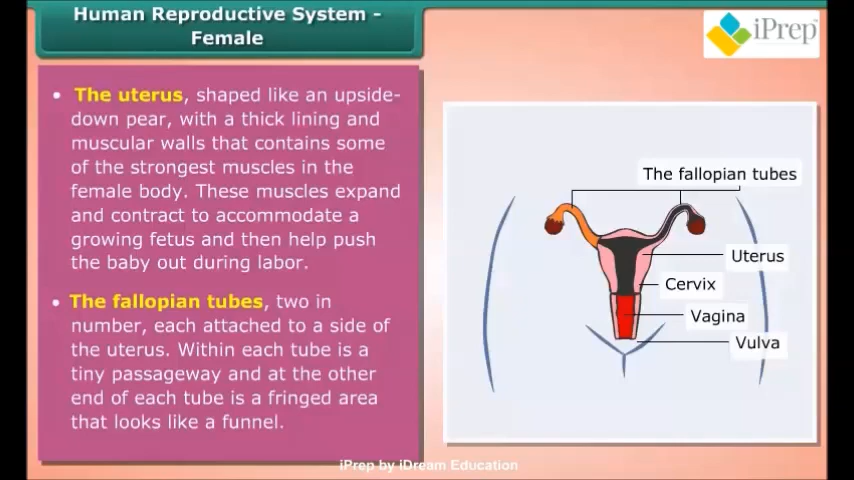 Human Reproductive System -
Female
iPrep
• The uterus, shaped like an upside-
down pear, with a thick lining and
muscular walls that contains some
of the strongest muscles in the
female body. These muscles expand
and contract to accommodate a
growing fetus and then help push
the baby out during labor.
• The fallopian tubes, two in
number, each attached to a side of
the uterus. Within each tube is a
tiny passageway and at the other
end of each tube is a fringed area
that looks like a funnel.
The fallopian tubes
Uterus
Cervix
Vagina
Vulva
iPrep by iDream Education